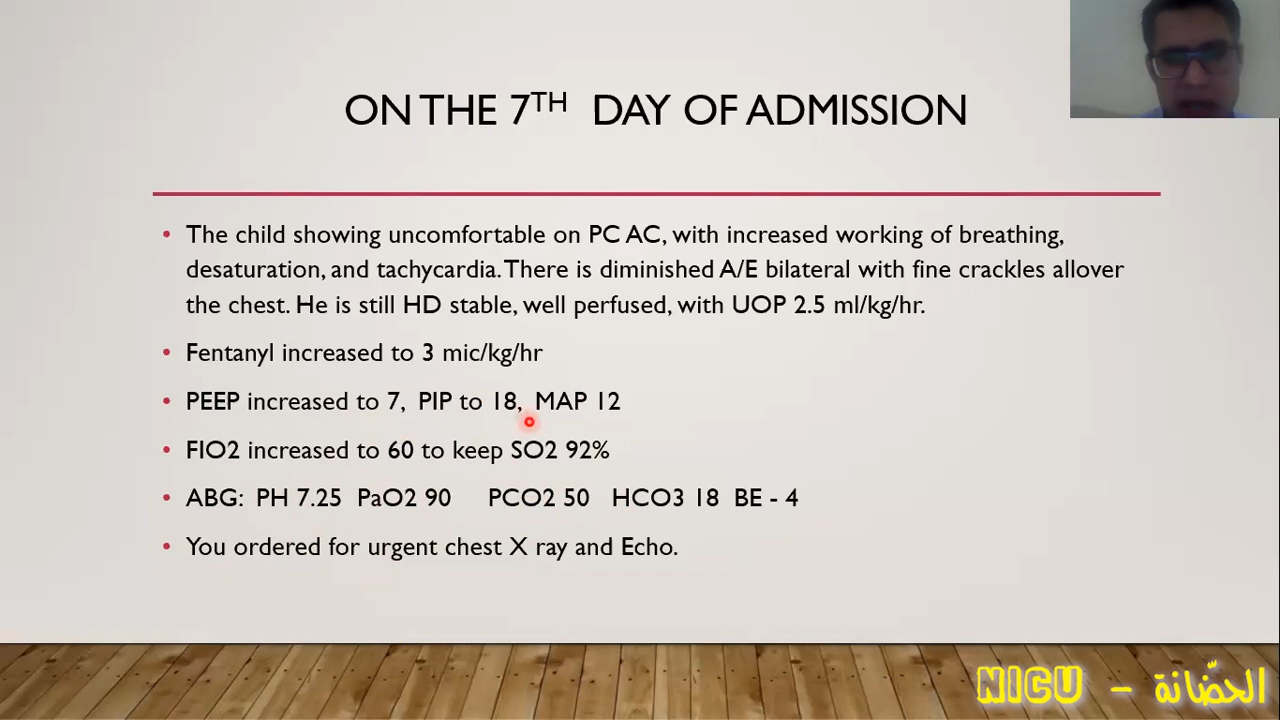 ON THE 7TH DAY OF ADMISSION
• The child showing uncomfortable on PC AC, with increased working of breathing,
desaturation, and tachycardia. There is diminished A/E bilateral with fine crackles allover
the chest. He is still HD stable, well perfused, with UOP 2.5 ml/kg/hr.
• Fentanyl increased to 3 mic/kg/hr
• PEEP increased to 7, PIP to 18, MAP 12
• FIO2 increased to 60 to keep SO2 92%
• ABG: PH 7.25 PaO2 90 PCO2 50 HCO3 18 BE - 4
• You ordered for urgent chest X ray and Echo.
NICU - الحضّانة